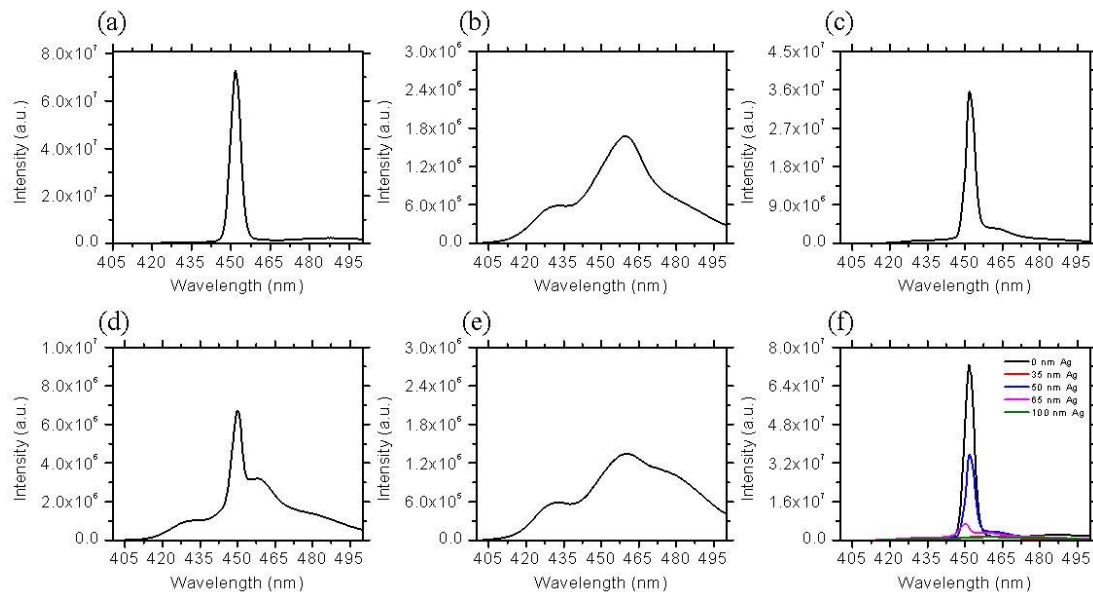 (a)
8.0x10⁷
6.0x10⁷
4.0x10⁷
2.0x10⁷
0.0
Intensity (a.u.)
405 420 435 450 465 480 495
Wavelength (nm)
(b)
3.0x10⁶
2.4x10⁶
1.8x10⁶
1.2x10⁶
6.0x10⁵
0.0
Intensity (a.u.)
405 420 435 450 465 480 495
Wavelength (nm)
(c)
4.5x10⁷
3.6x10⁷
2.7x10⁷
1.8x10⁷
9.0x10⁶
0.0
Intensity (a.u.)
405 420 435 450 465 480 495
Wavelength (nm)
(d)
1.0x10⁷
8.0x10⁶
6.0x10⁶
4.0x10⁶
2.0x10⁶
0.0
Intensity (a.u.)
405 420 435 450 465 480 495
Wavelength (nm)
(e)
3.0x10⁶
2.4x10⁶
1.8x10⁶
1.2x10⁶
6.0x10⁵
0.0
Intensity (a.u.)
405 420 435 450 465 480 495
Wavelength (nm)
(f)
8.0x10⁷
6.4x10⁷
4.8x10⁷
3.2x10⁷
1.6x10⁷
0.0
Intensity (a.u.)
0 nm Ag
35 nm Ag
50 nm Ag
65 nm Ag
100 nm Ag
405 420 435 450 465 480 495
Wavelength (nm)